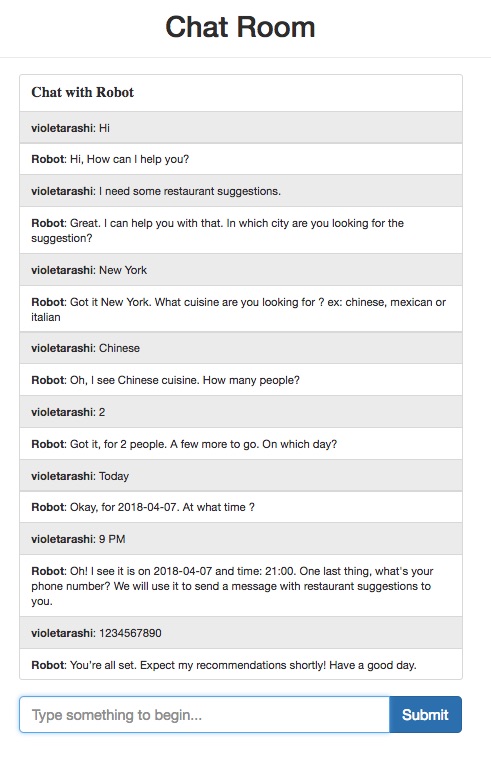 Chat Room
Chat with Robot
violetarashi: Hi
Robot: Hi, How can I help you?
violetarashi: I need some restaurant suggestions.
Robot: Great. I can help you with that. In which city are you looking for the
suggestion?
violetarashi: New York
Robot: Got it New York. What cuisine are you looking for ? ex: chinese, mexican or
italian
violetarashi: Chinese
Robot: Oh, I see Chinese cuisine. How many people?
violetarashi: 2
Robot: Got it, for 2 people. A few more to go. On which day?
violetarashi: Today
Robot: Okay, for 2018-04-07. At what time ?
violetarashi: 9 PM
Robot: Oh! I see it is on 2018-04-07 and time: 21:00. One last thing, what's your
phone number? We will use it to send a message with restaurant suggestions to
you.
violetarashi: 1234567890
Robot: You're all set. Expect my recommendations shortly! Have a good day.
Type something to begin...
Submit